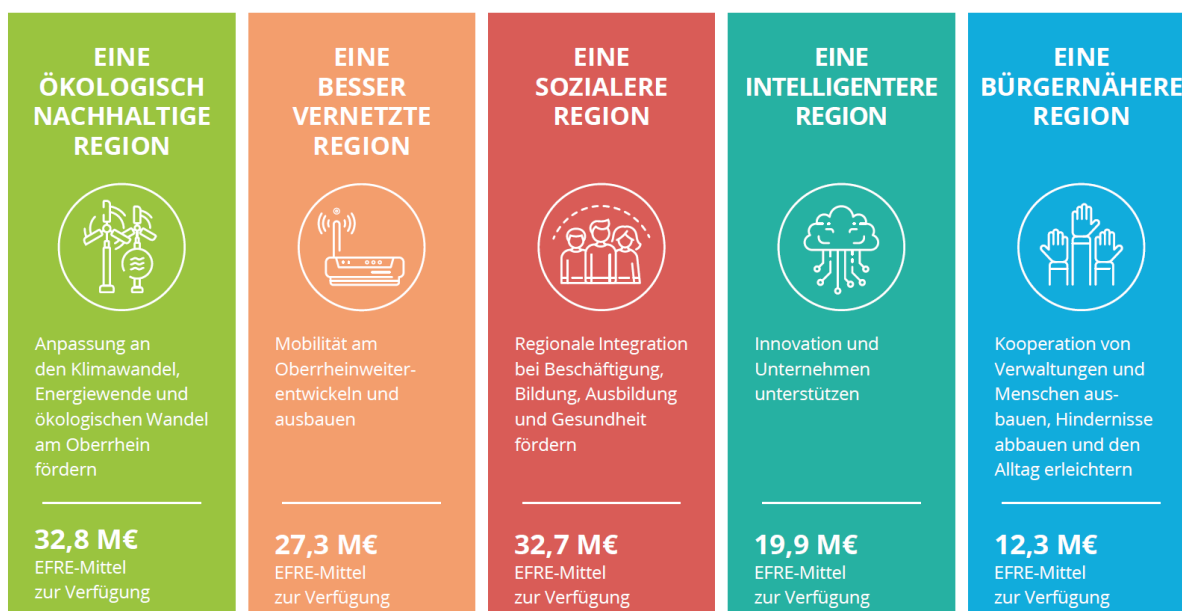 EINE
ÖKOLOGISCH
NACHHALTIGE
REGION
Anpassung an
den Klimawandel,
Energiewende und
ökologischen Wandel
am Oberrhein
fördern
32,8 M€
EFRE-Mittel
zur Verfügung
EINE
BESSER
VERNETZTE
REGION
Mobilität am
Oberrheinweiter-
entwickeln und
ausbauen
27,3 M€
EFRE-Mittel
zur Verfügung
EINE
SOZIALERE
REGION
Regionale Integration
bei Beschäftigung,
Bildung, Ausbildung
und Gesundheit
fördern
32,7 M€
EFRE-Mittel
zur Verfügung
EINE
INTELLIGENTERE
REGION
Innovation und
Unternehmen
unterstützen
19,9 M€
EFRE-Mittel
zur Verfügung
EINE
BÜRGERNÄHERE
REGION
Kooperation von
Verwaltungen und
Menschen aus-
bauen, Hindernisse
abbauen und den
Alltag erleichtern
12,3 M€
EFRE-Mittel
zur Verfügung